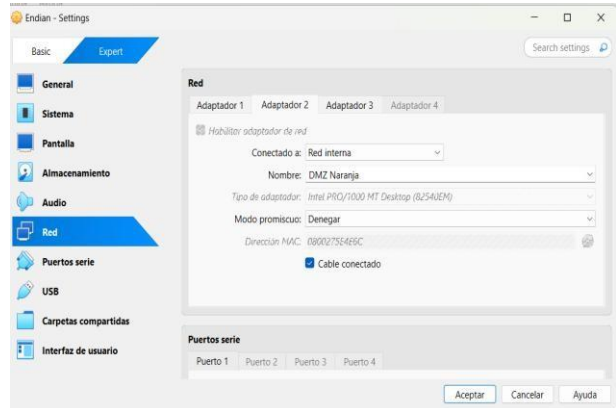 Endian - Settings
Basic Expert Search settings
General
Sistema
Pantalla
Almacenamiento
Audio
Red
Puertos serie
USB
Carpetas compartidas
Interfaz de usuario
Red
Adaptador 1 Adaptador 2 Adaptador 3 Adaptador 4
Habilitar adaptador de red
Conectado a: Red interna
Nombre: DMZ Naranja
Tipo de adaptador: Intel PRO/1000 MT Desktop (82540EM)
Modo promiscuo: Denegar
Dirección MAC: 0800275E4E6C
Cable conectado
Puertos serie
Puerto 1 Puerto 2 Puerto 3 Puerto 4
Aceptar Cancelar Ayuda